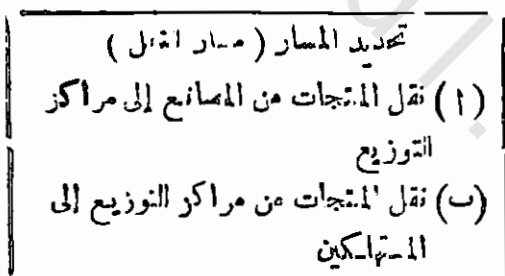 تحديد المسار ( مسار النقل )
( ا ) نقل المنتجات من المصانع إلى مراكز
التوزيع
(ب) نقل المنتجات من مراكز التوزيع إلى
المستهلكين